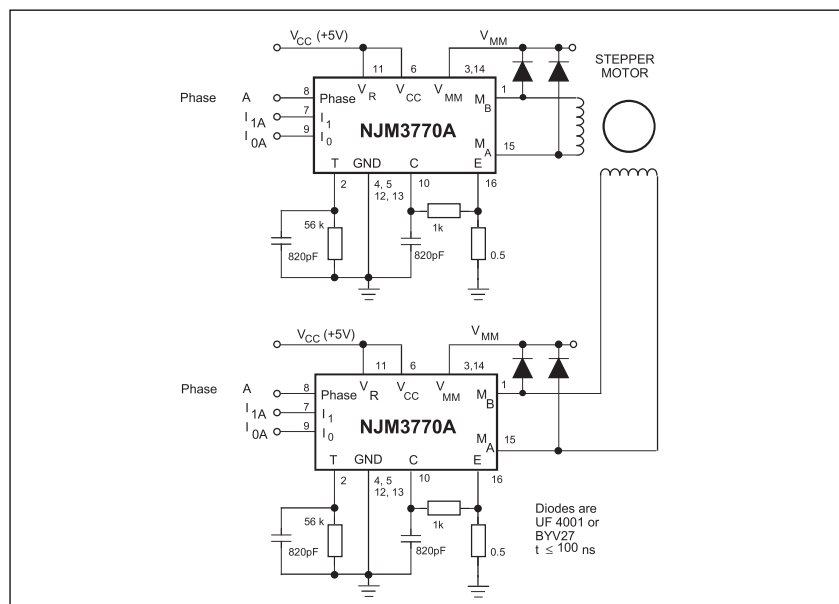 V CC (+5V)
V MM
STEPPER
MOTOR
11
6
3,14
Phase A
8
Phase
V R
V CC
V MM
M B
1
I 1A
7
I 1
NJM3770A
I 0A
9
I 0
M A
15
T
GND
C
E
2
4, 5
12, 13
10
16
56 k
1k
820pF
820pF
0.5
V CC (+5V)
V MM
11
6
3,14
Phase A
8
Phase
V R
V CC
V MM
M B
1
I 1A
7
I 1
NJM3770A
I 0A
9
I 0
M A
15
T
GND
C
E
2
4, 5
12, 13
10
16
56 k
1k
820pF
820pF
0.5
Diodes are
UF 4001 or
BYV27
t ≤ 100 ns